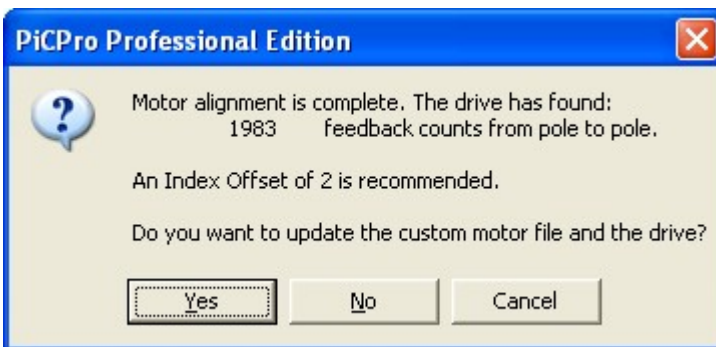 PiCPro Professional Edition
Motor alignment is complete. The drive has found:
1983 feedback counts from pole to pole.
An Index Offset of 2 is recommended.
Do you want to update the custom motor file and the drive?
Yes No Cancel